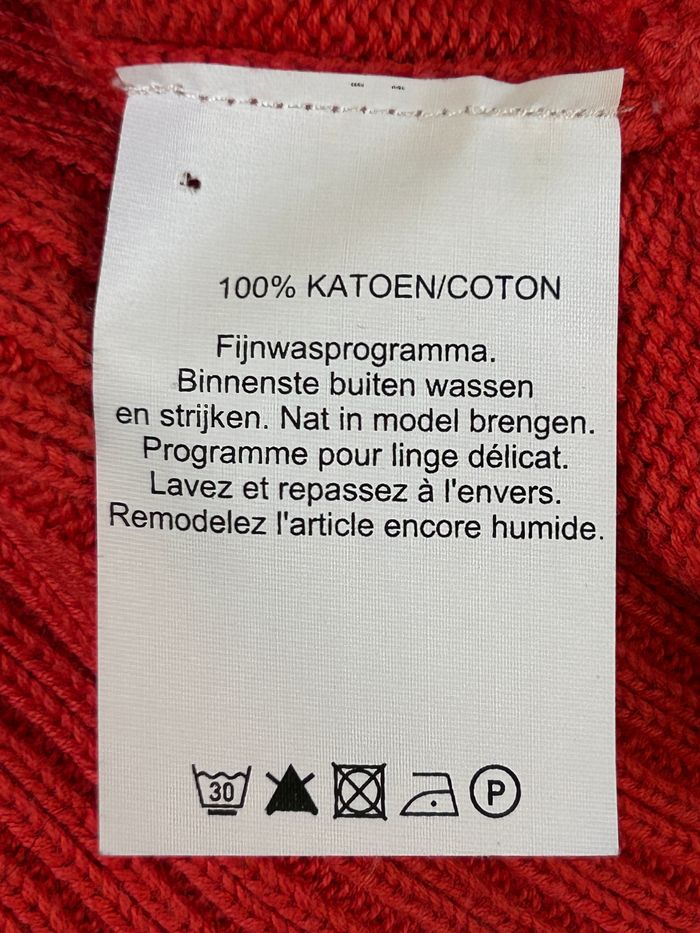 100% KATOEN/COTON
Fijnwasprogramma.
Binnenste buiten wassen
en strijken. Nat in model brengen.
Programme pour linge délicat.
Lavez et repassez à l'envers.
Remodelez l'article encore humide.
30 P